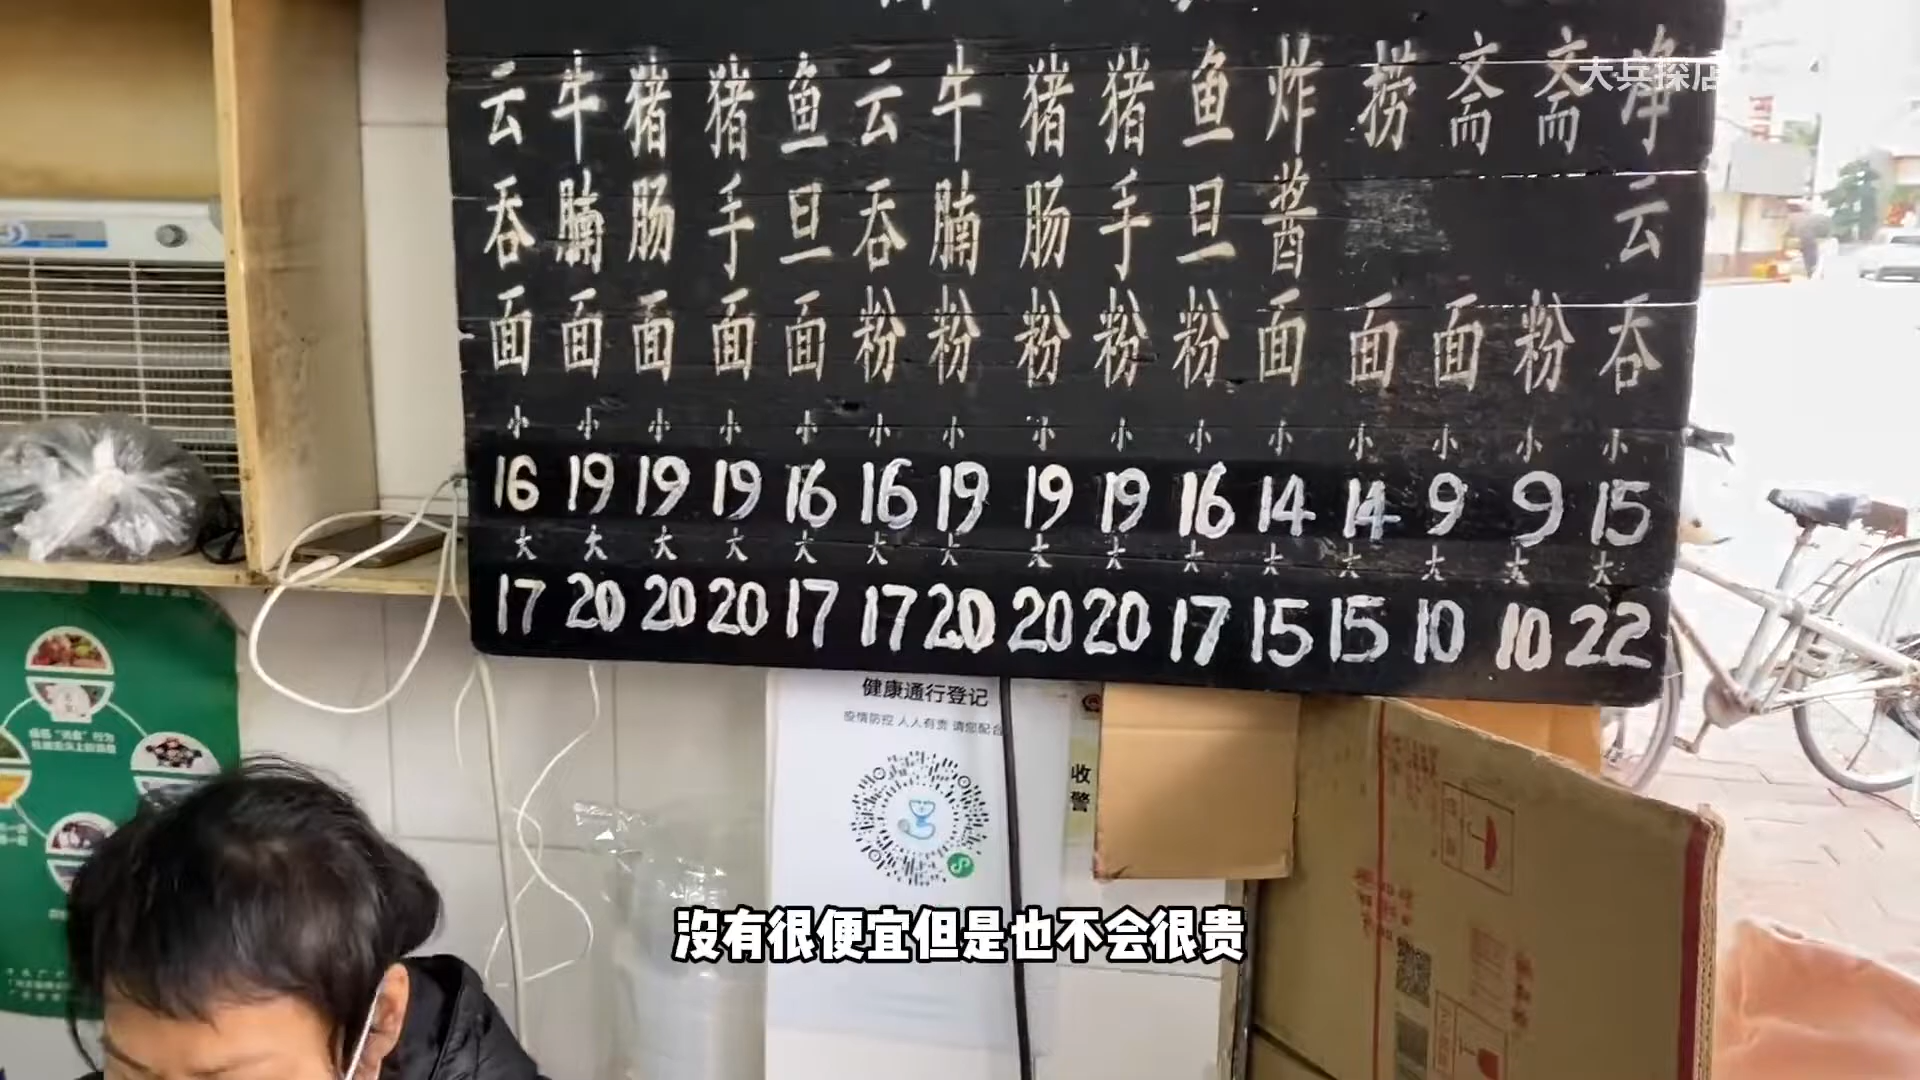 大兵探店
云吞面 小 16 大 17
牛腩面 小 19 大 20
猪肠面 小 19 大 20
猪手面 小 19 大 20
鱼旦面 小 16 大 17
云吞粉 小 16 大 17
牛腩粉 小 19 大 20
猪肠粉 小 19 大 20
猪手粉 小 19 大 20
鱼旦粉 小 16 大 17
炸酱面 小 14 大 15
捞面 小 14 大 15
斋面 小 9 大 10
斋粉 小 9 大 10
净云吞 小 15 大 22
健康通行登记
疫情防控 人人有责 请您配合
收
警
没有很便宜但是也不会很贵